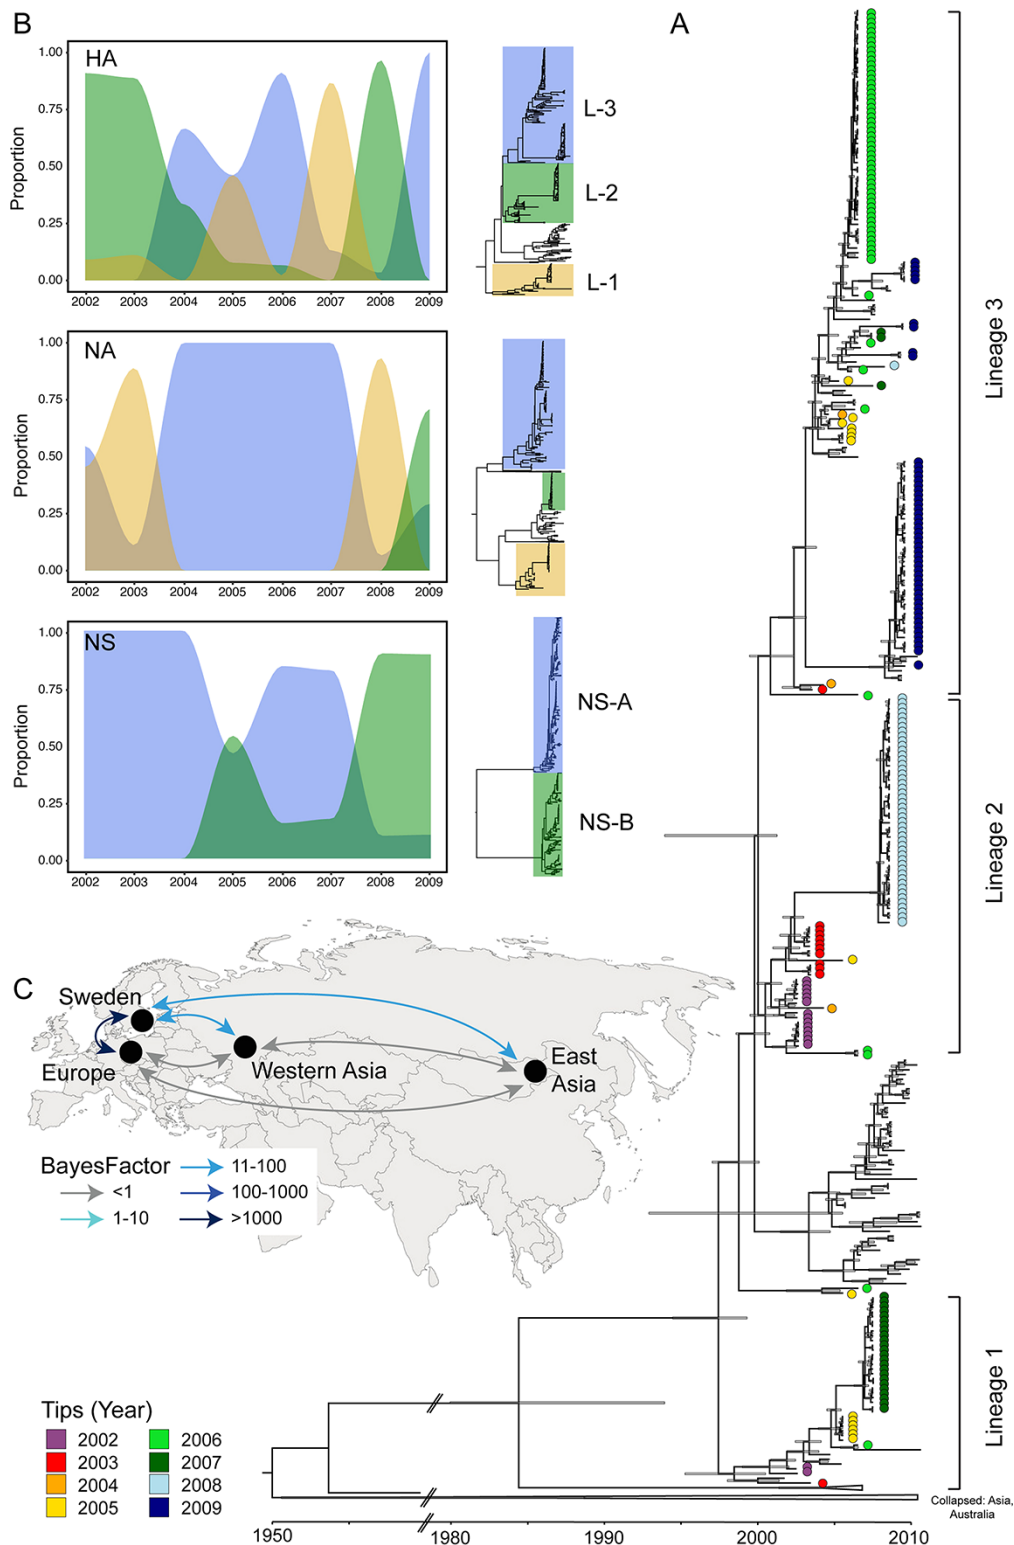 B
A
HA
1.00
0.75
0.50
0.25
0.00
Proportion
2002 2003 2004 2005 2006 2007 2008 2009
L-3
L-2
L-1
NA
1.00
0.75
0.50
0.25
0.00
Proportion
2002 2003 2004 2005 2006 2007 2008 2009
NS
1.00
0.75
0.50
0.25
0.00
Proportion
2002 2003 2004 2005 2006 2007 2008 2009
NS-A
NS-B
C
Sweden
Europe
Western Asia
East
Asia
BayesFactor
<1
1-10
11-100
100-1000
>1000
Lineage 3
Lineage 2
Lineage 1
Tips (Year)
2002
2003
2004
2005
2006
2007
2008
2009
Collapsed: Asia,
Australia
1950 1980 1990 2000 2010